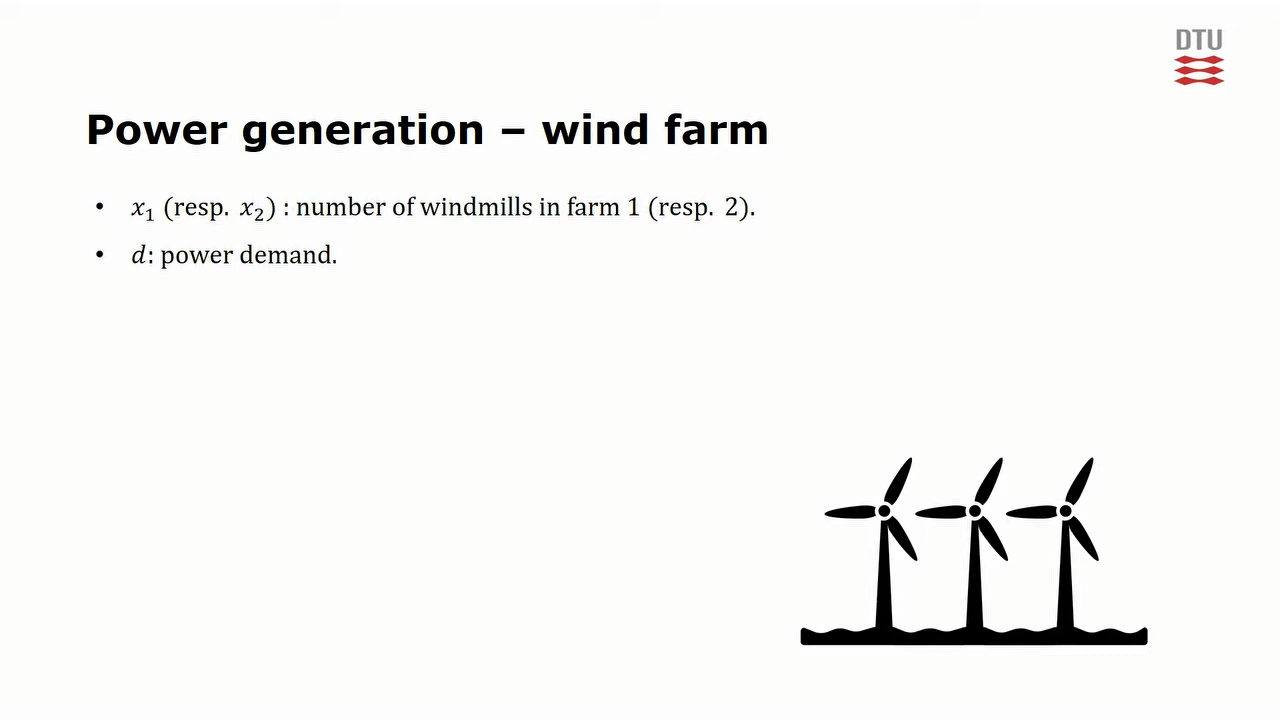 DTU
Power generation – wind farm
• x₁ (resp. x₂) : number of windmills in farm 1 (resp. 2).
• d: power demand.